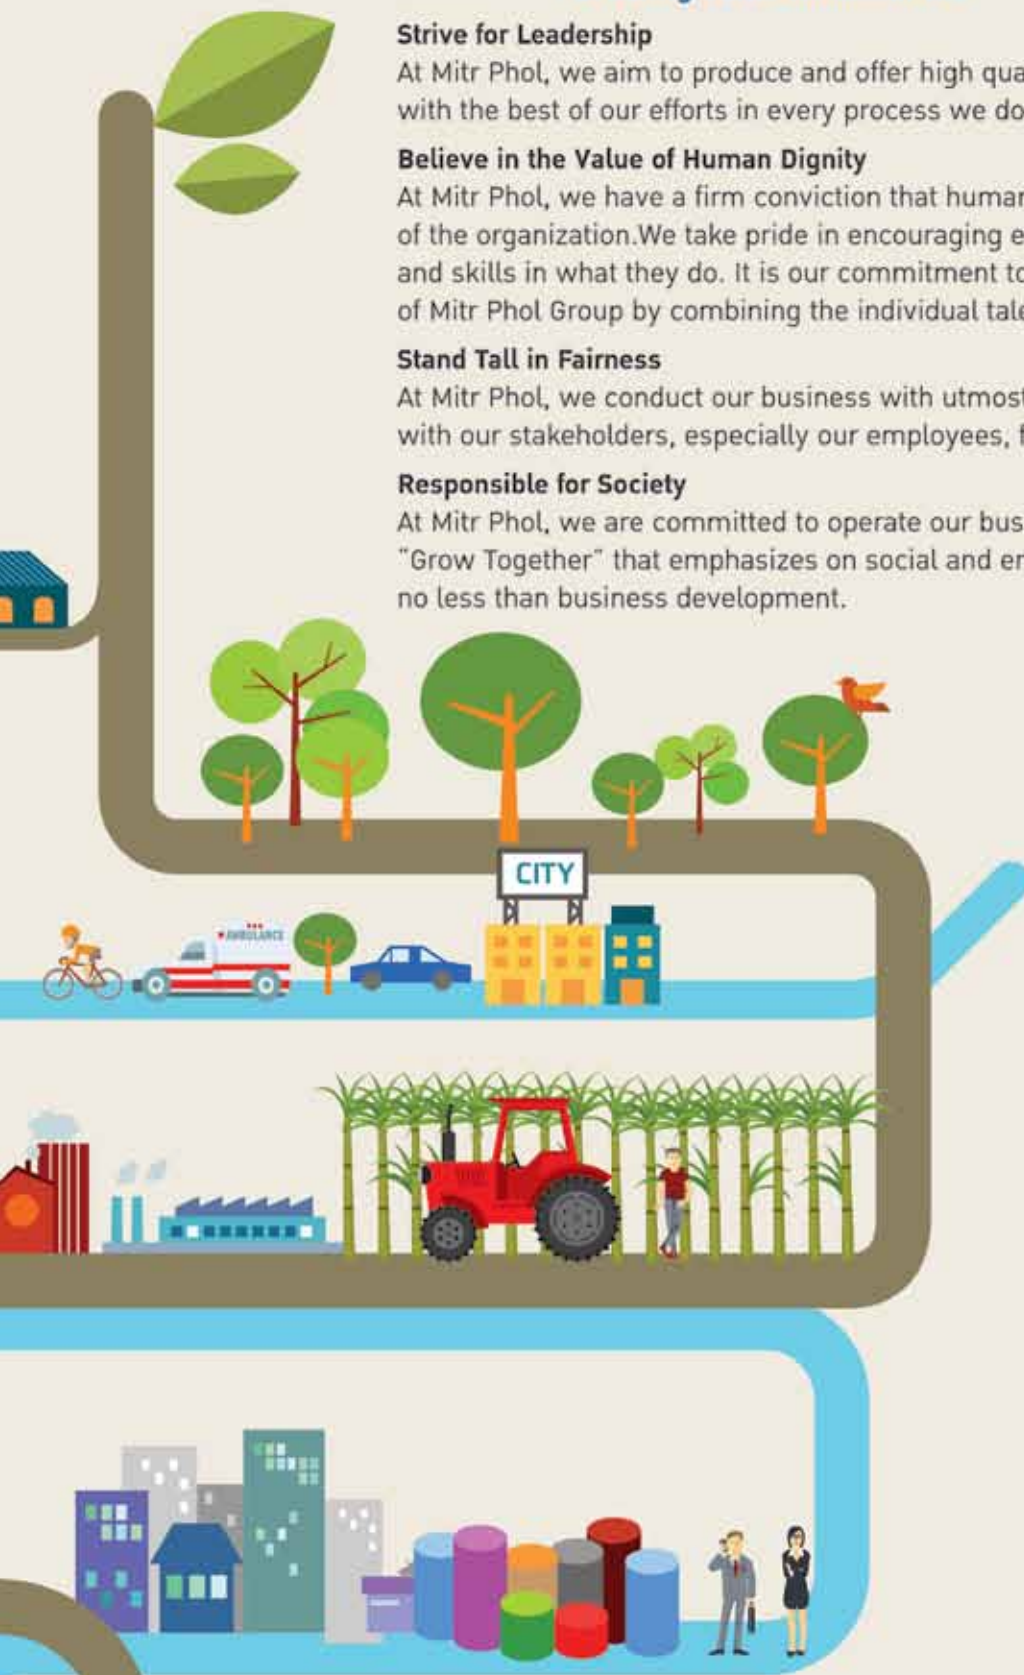 Strive for Leadership
At Mitr Phol, we aim to produce and offer high qua
with the best of our efforts in every process we do
Believe in the Value of Human Dignity
At Mitr Phol, we have a firm conviction that human
of the organization.We take pride in encouraging e
and skills in what they do. It is our commitment to
of Mitr Phol Group by combining the individual tale
Stand Tall in Fairness
At Mitr Phol, we conduct our business with utmost
with our stakeholders, especially our employees, f
Responsible for Society
At Mitr Phol, we are committed to operate our bus
“Grow Together” that emphasizes on social and en
no less than business development.
CITY
AMBULANCE